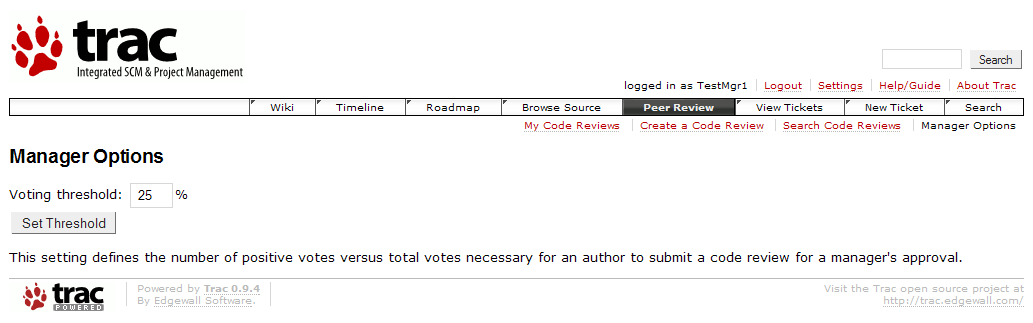 trac
Integrated SCM & Project Management
Search
logged in as TestMgr1 Logout Settings Help/Guide About Trac
Wiki Timeline Roadmap Browse Source Peer Review View Tickets New Ticket Search
My Code Reviews Create a Code Review Search Code Reviews Manager Options
Manager Options
Voting threshold: 25 %
Set Threshold
This setting defines the number of positive votes versus total votes necessary for an author to submit a code review for a manager's approval.
trac
POWERED
Powered by Trac 0.9.4
By Edgewall Software.
Visit the Trac open source project at
http://trac.edgewall.com/